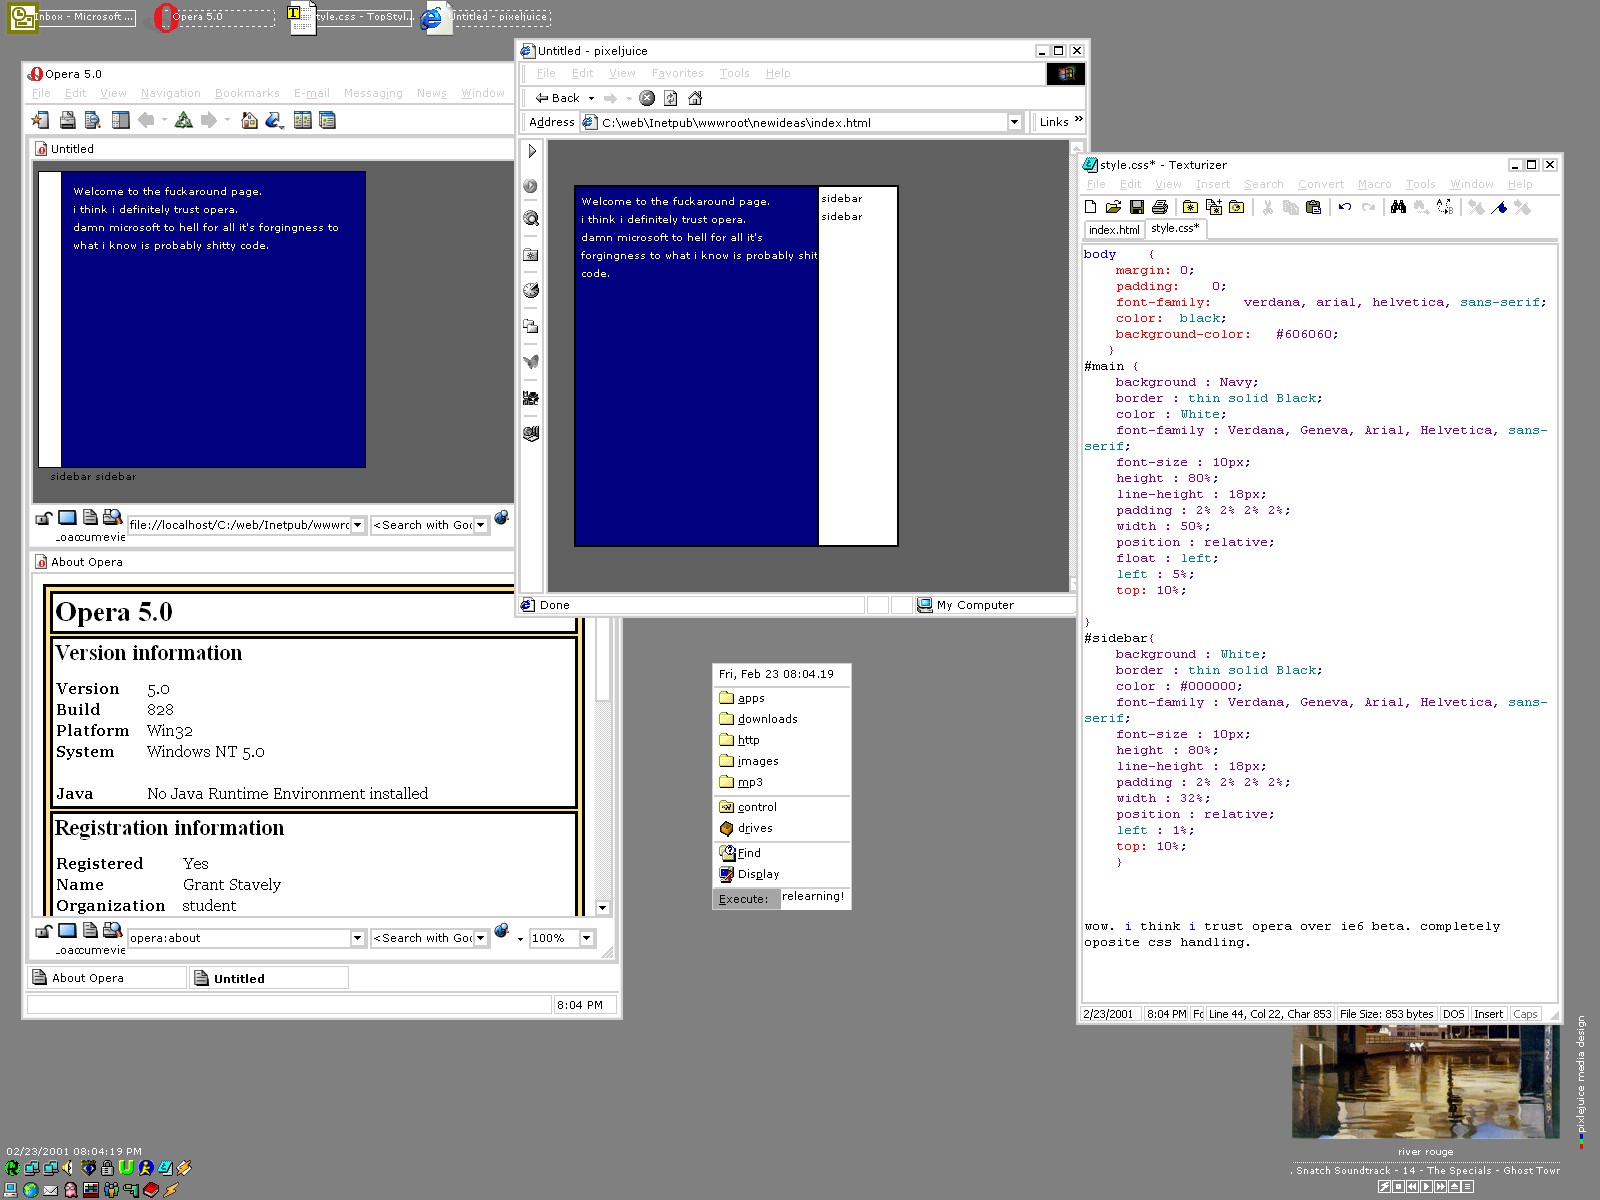 Inbox - Microsoft ...
Opera 5.0
style.css - TopStyl...
Untitled - pixeljuice
Opera 5.0
File Edit View Navigation Bookmarks E-mail Messaging News Window
Untitled
Welcome to the fuckaround page.
i think i definitely trust opera.
damn microsoft to hell for all it's forgingness to
what i know is probably shitty code.
sidebar sidebar
file://localhost/C:/web/Inetpub/wwwrc
<Search with Goo
About Opera
Opera 5.0
Version information
Version 5.0
Build 828
Platform Win32
System Windows NT 5.0
Java No Java Runtime Environment installed
Registration information
Registered Yes
Name Grant Stavely
Organization student
opera:about
<Search with Goo
100%
About Opera
Untitled
8:04 PM
Untitled - pixeljuice
File Edit View Favorites Tools Help
Back
Address C:\web\Inetpub\wwwroot\newideas\index.html Links »
Welcome to the fuckaround page.
i think i definitely trust opera.
damn microsoft to hell for all it's
forgingness to what i know is probably shit
code.
sidebar
sidebar
Done
My Computer
Fri, Feb 23 08:04.19
apps
downloads
http
images
mp3
control
drives
Find
Display
Execute: relearning!
style.css* - Texturizer
File Edit View Insert Search Convert Macro Tools Window Help
index.html style.css*
body {
margin: 0;
padding: 0;
font-family: verdana, arial, helvetica, sans-serif;
color: black;
background-color: #606060;
}
#main {
background : Navy;
border : thin solid Black;
color : White;
font-family : Verdana, Geneva, Arial, Helvetica, sans-
serif;
font-size : 10px;
height : 80%;
line-height : 18px;
padding : 2% 2% 2% 2%;
width : 50%;
position : relative;
float : left;
left : 5%;
top: 10%;
}
#sidebar{
background : White;
border : thin solid Black;
color : #000000;
font-family : Verdana, Geneva, Arial, Helvetica, sans-
serif;
font-size : 10px;
height : 80%;
line-height : 18px;
padding : 2% 2% 2% 2%;
width : 32%;
position : relative;
left : 1%;
top: 10%;
}
wow. i think i trust opera over ie6 beta. completely
oposite css handling.
2/23/2001 8:04 PM Fo Line 44, Col 22, Char 853 File Size: 853 bytes DOS Insert Caps
pixlejuice media design
river rouge
. Snatch Soundtrack - 14 - The Specials - Ghost Towr
02/23/2001 08:04:19 PM